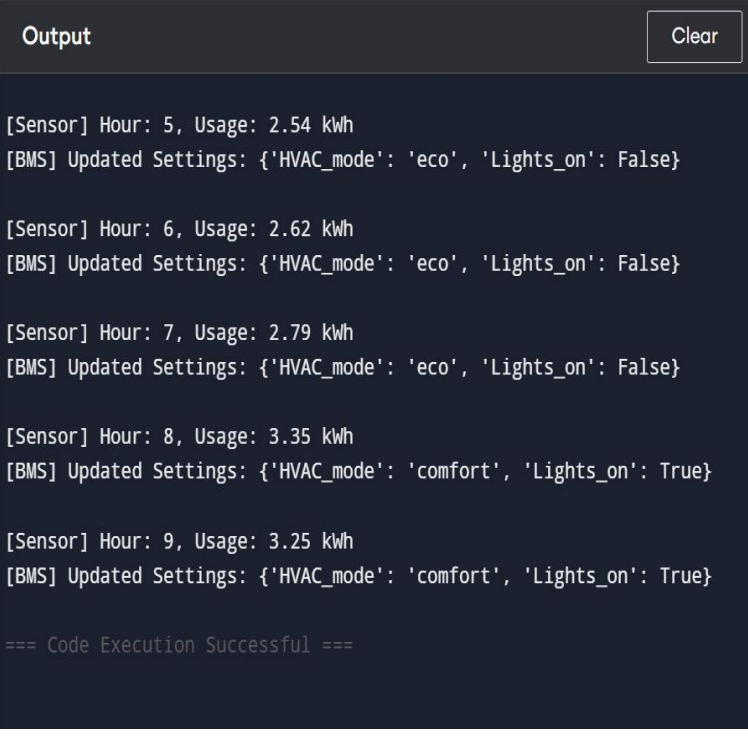 Output
Clear
[Sensor] Hour: 5, Usage: 2.54 kWh
[BMS] Updated Settings: {'HVAC_mode': 'eco', 'Lights_on': False}
[Sensor] Hour: 6, Usage: 2.62 kWh
[BMS] Updated Settings: {'HVAC_mode': 'eco', 'Lights_on': False}
[Sensor] Hour: 7, Usage: 2.79 kWh
[BMS] Updated Settings: {'HVAC_mode': 'eco', 'Lights_on': False}
[Sensor] Hour: 8, Usage: 3.35 kWh
[BMS] Updated Settings: {'HVAC_mode': 'comfort', 'Lights_on': True}
[Sensor] Hour: 9, Usage: 3.25 kWh
[BMS] Updated Settings: {'HVAC_mode': 'comfort', 'Lights_on': True}
=== Code Execution Successful ===